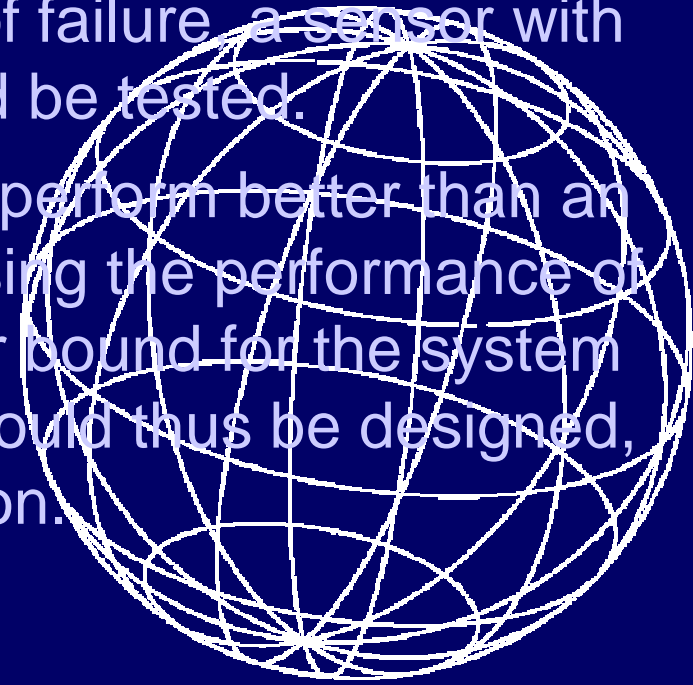 of failure, a sensor with
d be tested.
perform better than an
sing the performance of
r bound for the system
ould thus be designed,
on.